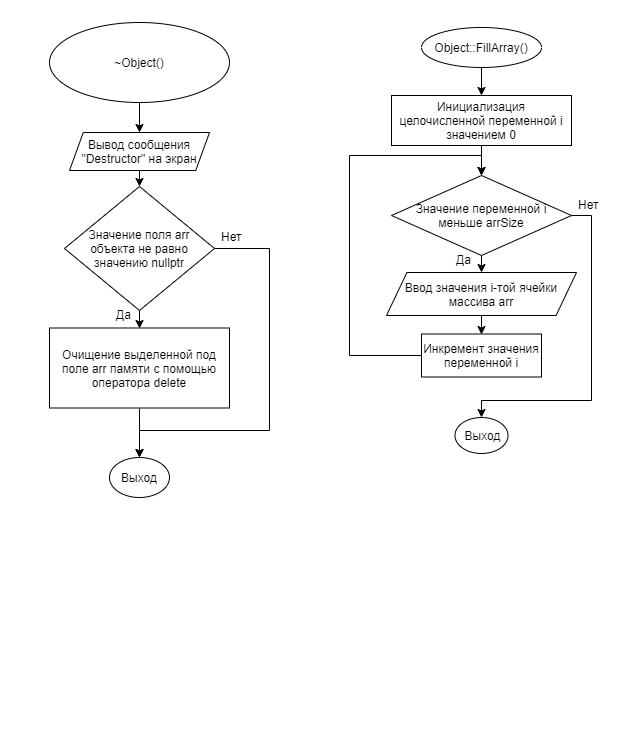 ~Object()
Вывод сообщения
"Destructor" на экран
Значение поля arr
объекта не равно
значению nullptr
Нет
Да
Очищение выделенной под
поле arr памяти с помощью
оператора delete
Выход
Object::FillArray()
Инициализация
целочисленной переменной i
значением 0
Значение переменной i
меньше arrSize
Нет
Да
Ввод значения i-той ячейки
массива arr
Инкремент значения
переменной i
Выход